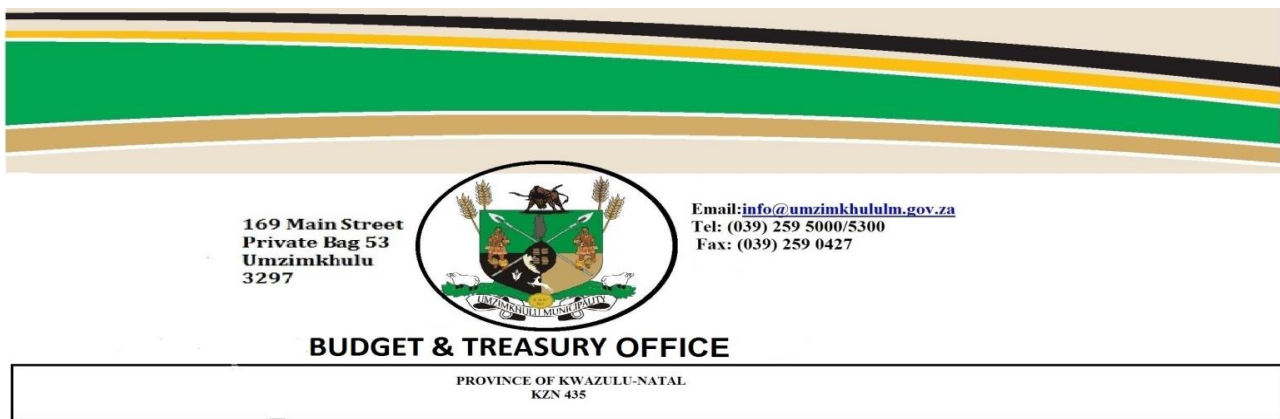 169 Main Street
Private Bag 53
Umzimkhulu
3297
Email:info@umzimkhululm.gov.za
Tel: (039) 259 5000/5300
Fax: (039) 259 0427
UMZIMKHULU MUNICIPALITY
BUDGET & TREASURY OFFICE
PROVINCE OF KWAZULU-NATAL
KZN 435